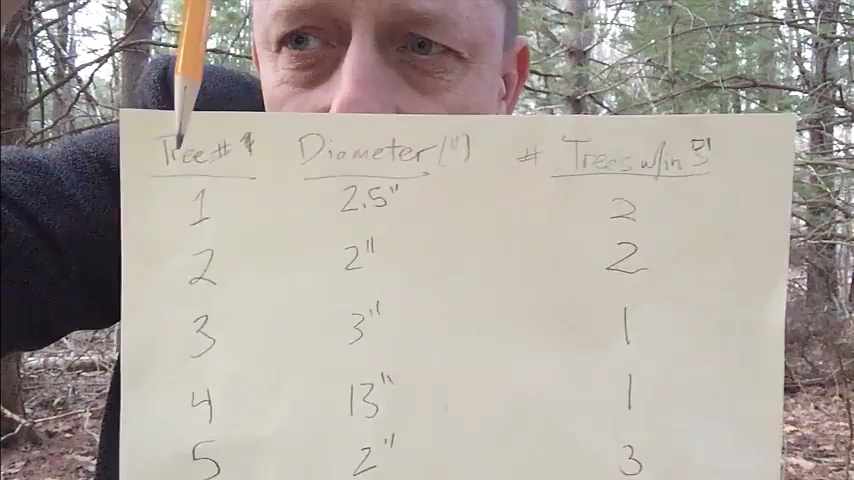 Tree # Diameter (") # Trees w/in 5'
1 2.5" 2
2 2" 2
3 3" 1
4 13" 1
5 2" 3